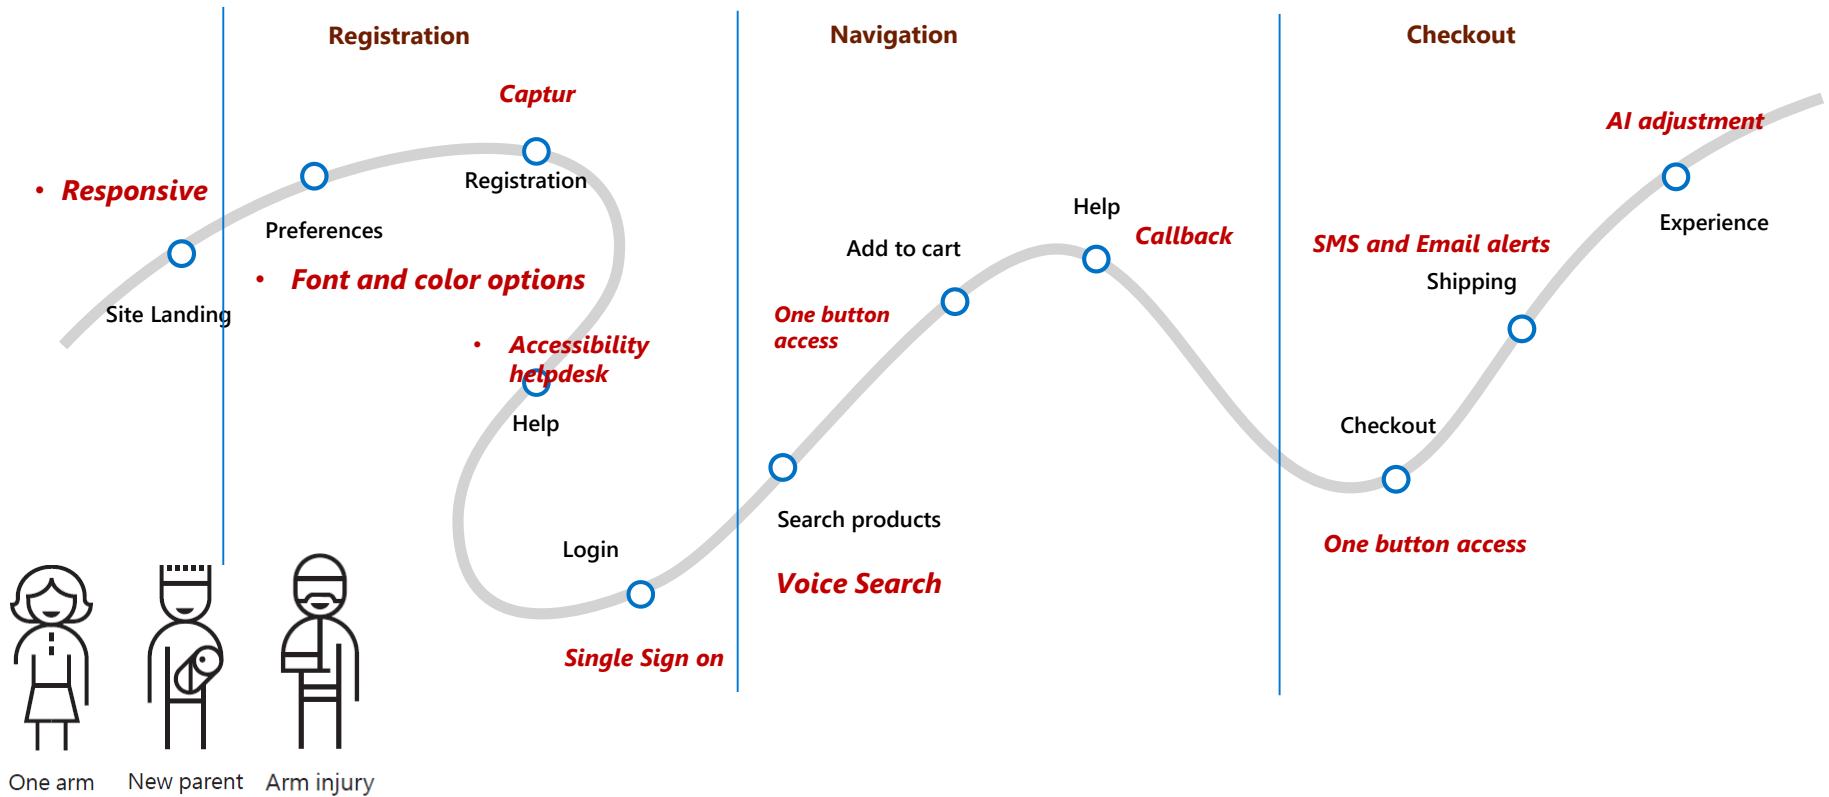 Registration
Navigation
Checkout
Captur
AI adjustment
• Responsive
Registration
Preferences
Help
Callback
Experience
Add to cart
SMS and Email alerts
Shipping
• Font and color options
Site Landing
One button
access
• Accessibility
helpdesk
Help
Checkout
Search products
Login
One button access
Voice Search
Single Sign on
One arm
New parent
Arm injury